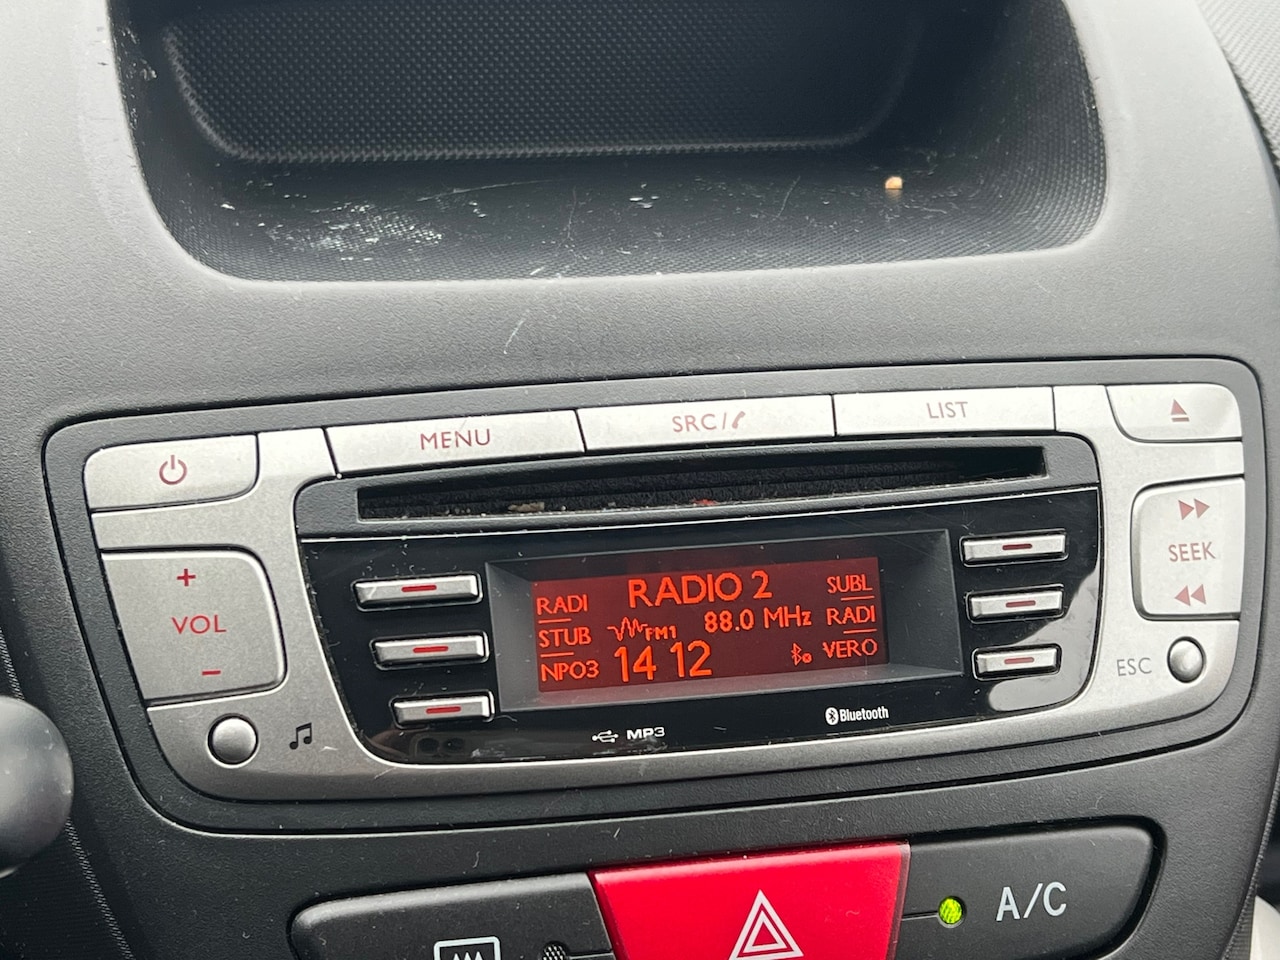 MENU
SRC/
LIST
+
VOL
−
SEEK
ESC
RADIO 2
RADI
SUBL
88.0 MHz
STUB
FM1
RADI
NPO3
14 12
VERO
MP3
Bluetooth
A/C